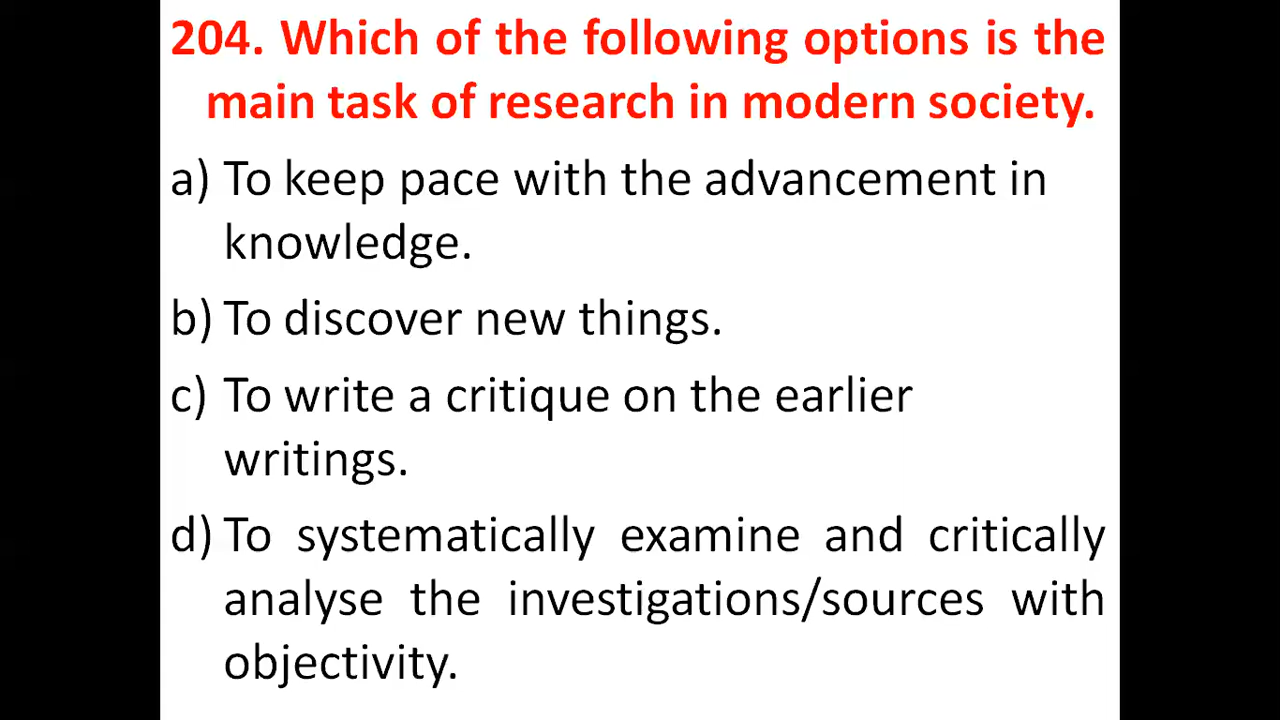 204. Which of the following options is the
main task of research in modern society.
a) To keep pace with the advancement in
knowledge.
b) To discover new things.
c) To write a critique on the earlier
writings.
d) To systematically examine and critically
analyse the investigations/sources with
objectivity.